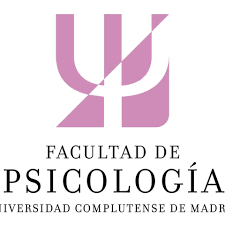 Ψ
FACULTAD DE
PSICOLOGÍA
NIVERSIDAD COMPLUTENSE DE MADR